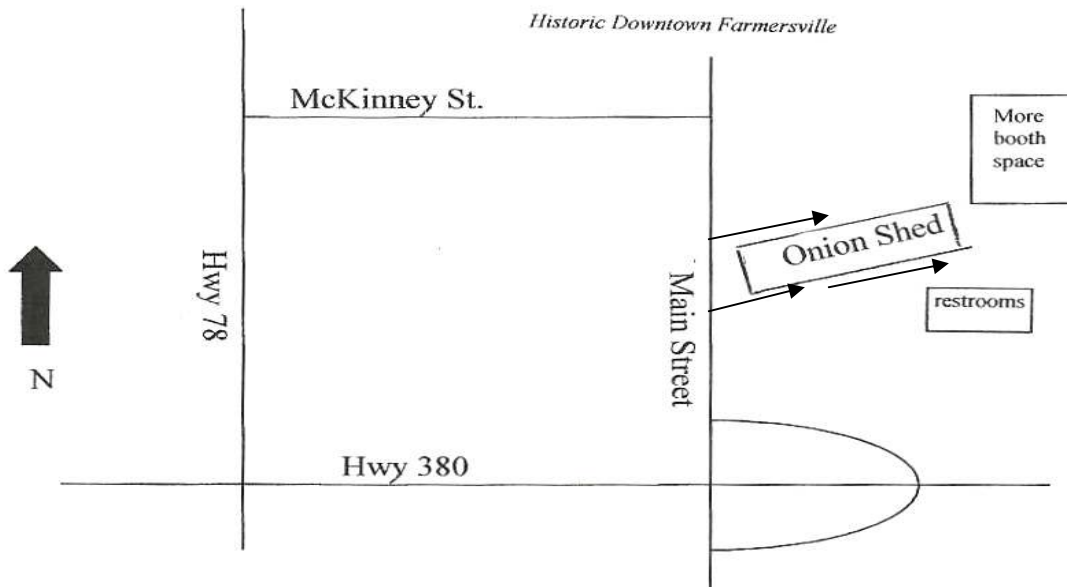 Historic Downtown Farmersville
McKinney St.
More
booth
space
Onion Shed
Hwy 78
Main Street
restrooms
N
Hwy 380